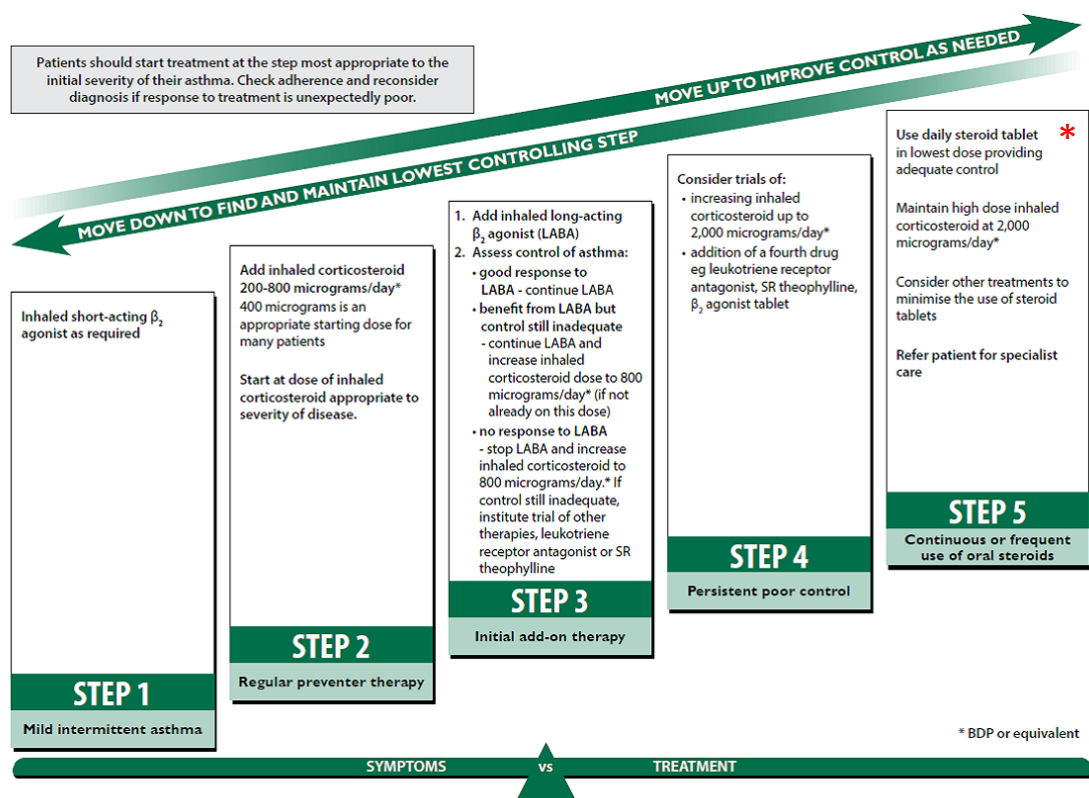 Patients should start treatment at the step most appropriate to the
initial severity of their asthma. Check adherence and reconsider
diagnosis if response to treatment is unexpectedly poor.
MOVE UP TO IMPROVE CONTROL AS NEEDED
MOVE DOWN TO FIND AND MAINTAIN LOWEST CONTROLLING STEP
Inhaled short-acting β₂
agonist as required
STEP 1
Mild intermittent asthma
Add inhaled corticosteroid
200-800 micrograms/day*
400 micrograms is an
appropriate starting dose for
many patients
Start at dose of inhaled
corticosteroid appropriate to
severity of disease.
STEP 2
Regular preventer therapy
1. Add inhaled long-acting
β₂ agonist (LABA)
2. Assess control of asthma:
• good response to
LABA - continue LABA
• benefit from LABA but
control still inadequate
- continue LABA and
increase inhaled
corticosteroid dose to 800
micrograms/day* (if not
already on this dose)
• no response to LABA
- stop LABA and increase
inhaled corticosteroid to
800 micrograms/day.* If
control still inadequate,
institute trial of other
therapies, leukotriene
receptor antagonist or SR
theophylline
STEP 3
Initial add-on therapy
Consider trials of:
• increasing inhaled
corticosteroid up to
2,000 micrograms/day*
• addition of a fourth drug
eg leukotriene receptor
antagonist, SR theophylline,
β₂ agonist tablet
STEP 4
Persistent poor control
Use daily steroid tablet *
in lowest dose providing
adequate control
Maintain high dose inhaled
corticosteroid at 2,000
micrograms/day*
Consider other treatments to
minimise the use of steroid
tablets
Refer patient for specialist
care
STEP 5
Continuous or frequent
use of oral steroids
* BDP or equivalent
SYMPTOMS vs TREATMENT